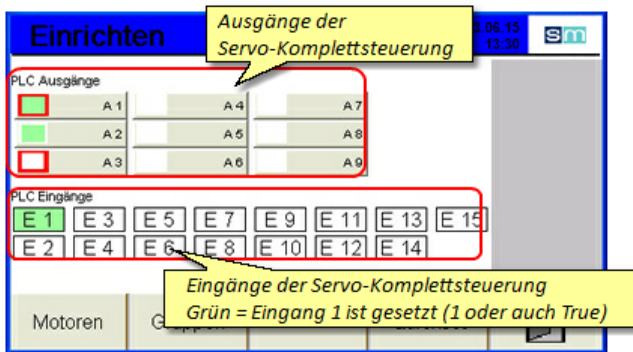 Einrichten
Ausgänge der
Servo-Komplettsteuerung
06.15
13:30
sm
PLC Ausgänge
A 1
A 4
A 7
A 2
A 5
A 8
A 3
A 6
A 9
PLC Eingänge
E 1
E 3
E 5
E 7
E 9
E 11
E 13
E 15
E 2
E 4
E 6
E 8
E 10
E 12
E 14
Eingänge der Servo-Komplettsteuerung
Grün = Eingang 1 ist gesetzt (1 oder auch True)
Motoren